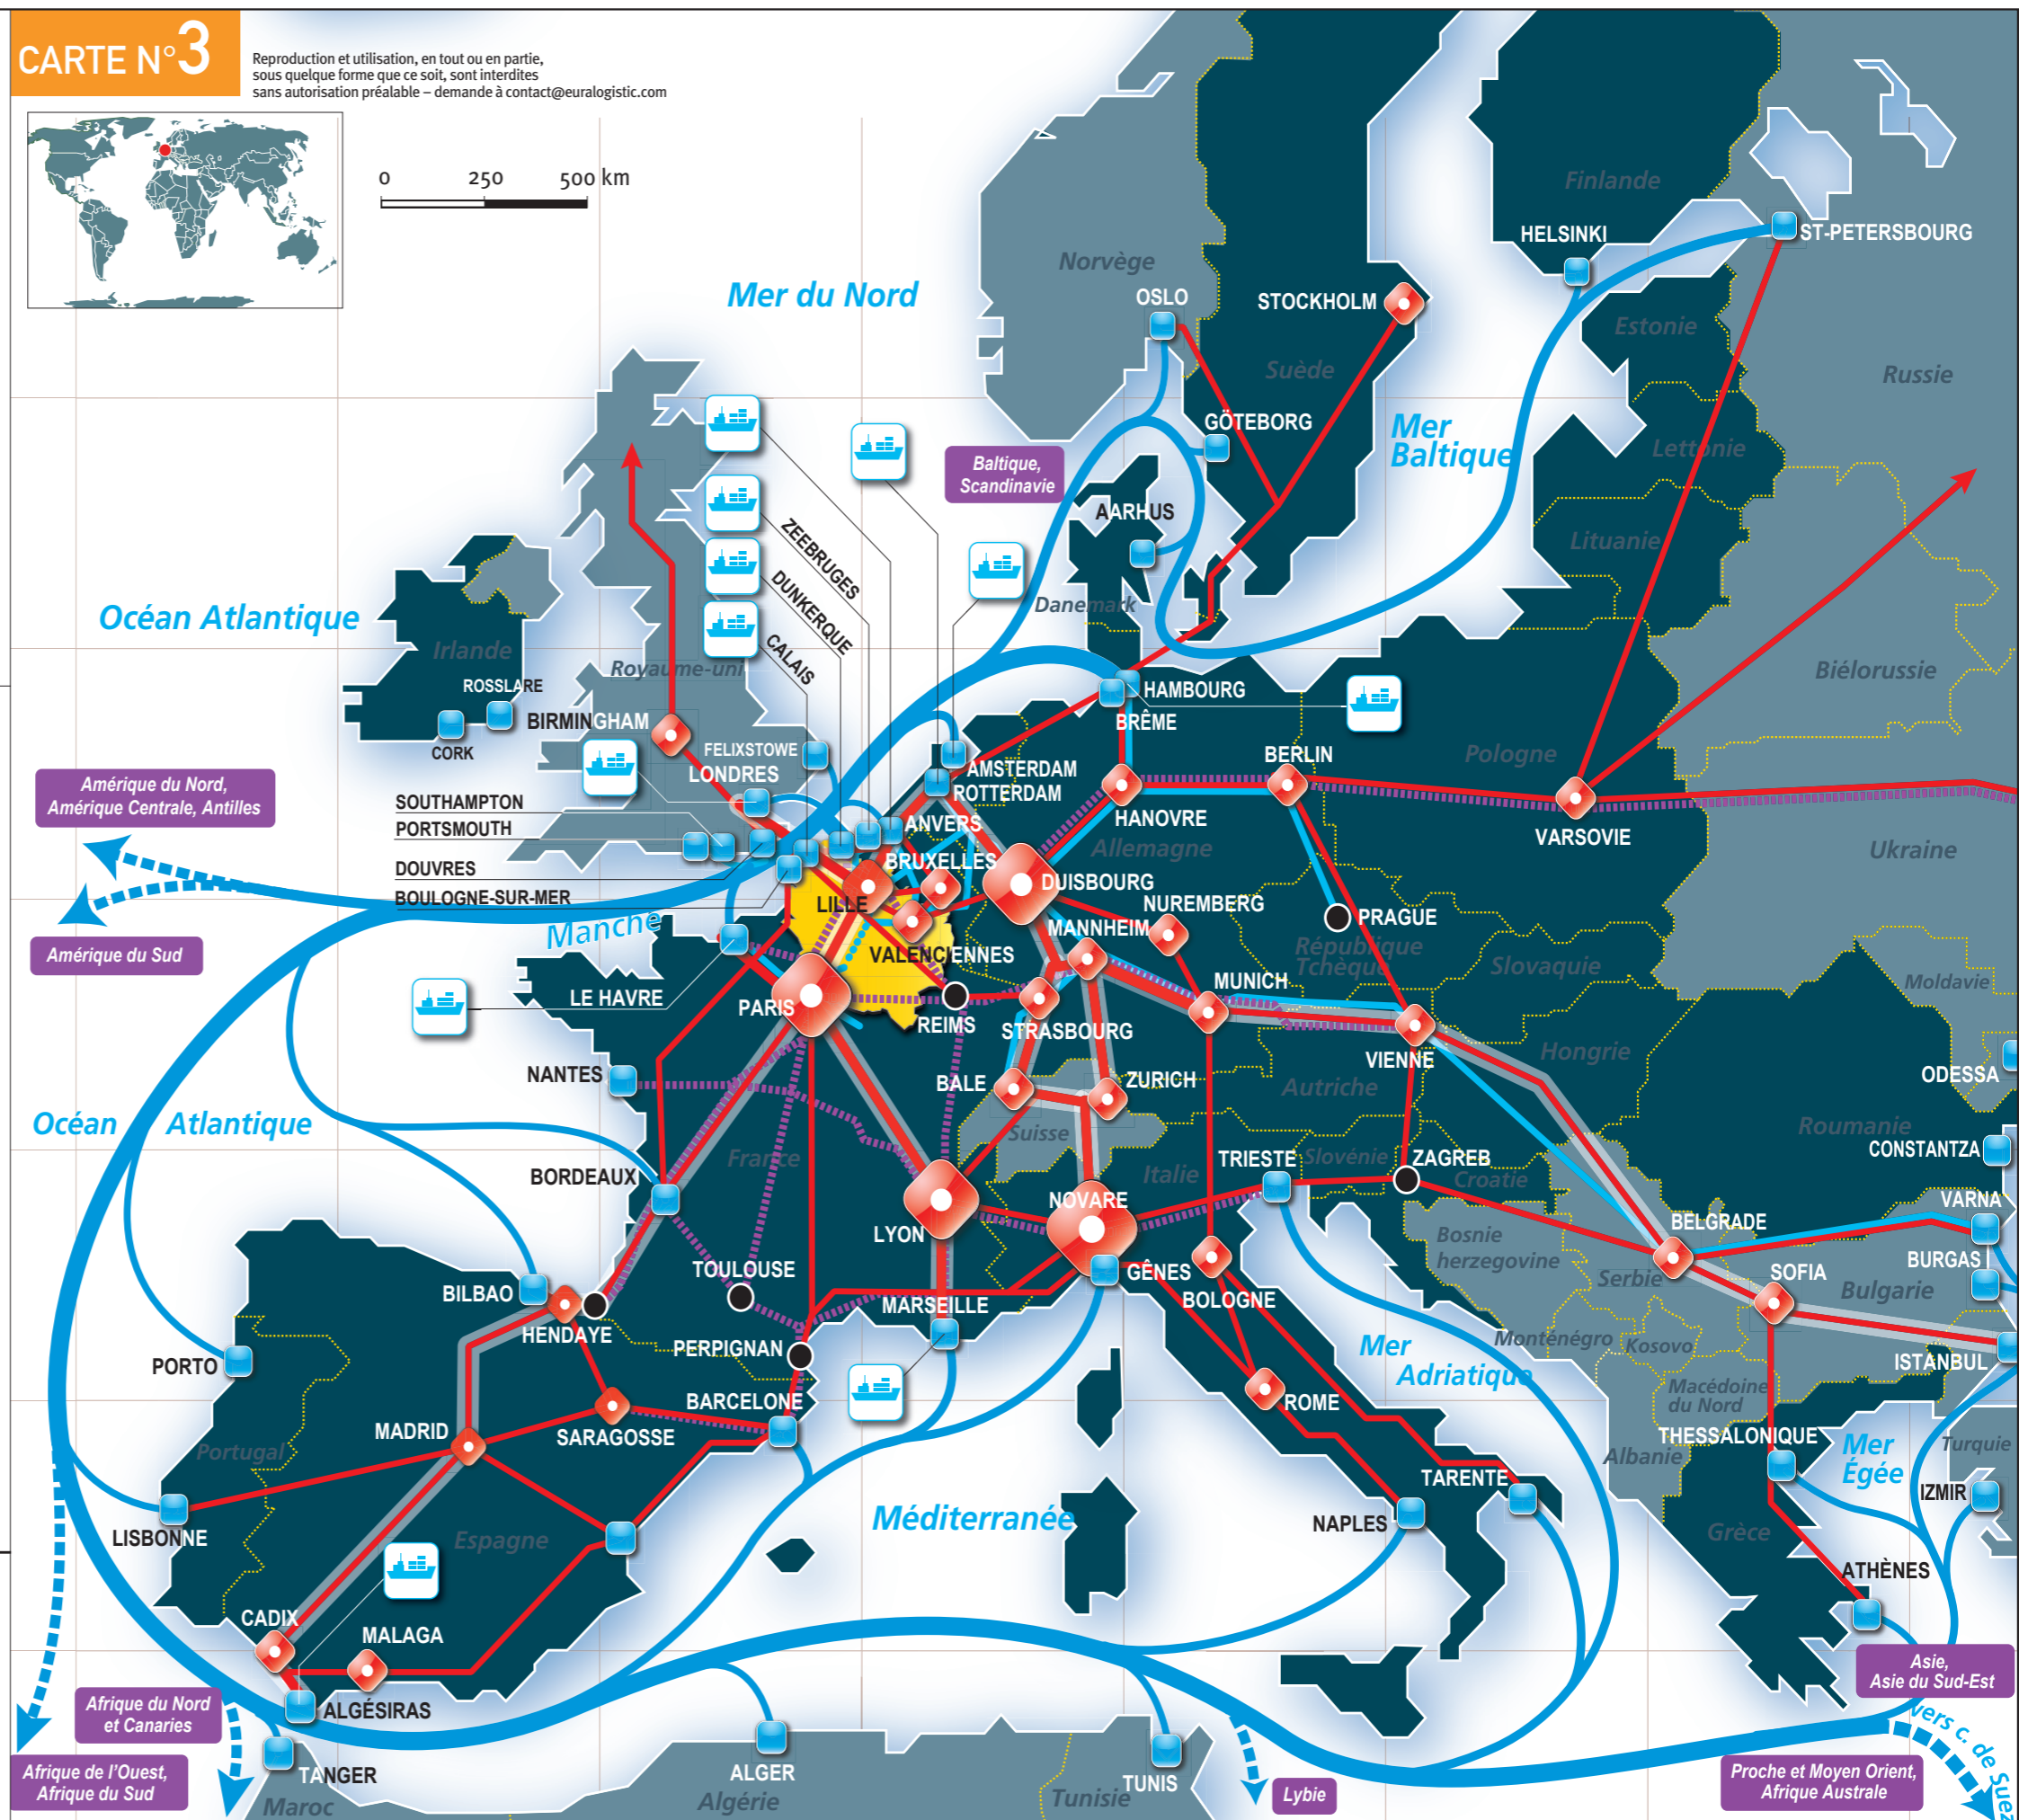 CARTE N°3
Reproduction et utilisation, en tout ou en partie,
sous quelque forme que ce soit, sont interdites
sans autorisation préalable – demande à contact@euralogistic.com
0 250 500 km
Finlande
HELSINKI
ST-PETERSBOURG
Norvège
Mer du Nord
OSLO
STOCKHOLM
Estonie
Suède
Russie
GÖTEBORG
Mer
Baltique
Lettonie
Baltique,
Scandinavie
AARHUS
ZEEBRUGES
DUNKERQUE
CALAIS
Lituanie
Danemark
Océan Atlantique
Irlande
Royaume-uni
ROSSLARE
CORK
BIRMINGHAM
HAMBOURG
BRÊME
Biélorussie
FELIXSTOWE
LONDRES
BERLIN
Pologne
Amérique du Nord,
Amérique Centrale, Antilles
AMSTERDAM
ROTTERDAM
SOUTHAMPTON
PORTSMOUTH
ANVERS
HANOVRE
VARSOVIE
Allemagne
Ukraine
DOUVRES
BOULOGNE-SUR-MER
BRUXELLES
DUISBOURG
LILLE
NUREMBERG
PRAGUE
Manche
MANNHEIM
République
Tchèque
Slovaquie
Amérique du Sud
VALENCIENNES
MUNICH
Moldavie
LE HAVRE
PARIS
REIMS
STRASBOURG
VIENNE
Hongrie
NANTES
BALE
ZURICH
Autriche
ODESSA
Océan Atlantique
Suisse
Roumanie
France
CONSTANTZA
BORDEAUX
Italie
TRIESTE
Slovénie
ZAGREB
Croatie
NOVARE
VARNA
LYON
BELGRADE
Bosnie
herzegovine
BURGAS
TOULOUSE
GÊNES
Serbie
SOFIA
Bulgarie
BILBAO
BOLOGNE
MARSEILLE
HENDAYE
Monténégro
Kosovo
PERPIGNAN
Mer
Adriatique
ISTANBUL
PORTO
Macédoine
du Nord
BARCELONE
ROME
MADRID
SARAGOSSE
THESSALONIQUE
Mer
Égée
Turquie
Portugal
Albanie
TARENTE
IZMIR
Méditerranée
NAPLES
LISBONNE
Espagne
Grèce
ATHÈNES
CADIX
MALAGA
Asie,
Asie du Sud-Est
Afrique du Nord
et Canaries
ALGÉSIRAS
vers c. de Suez
Afrique de l'Ouest,
Afrique du Sud
TANGER
ALGER
TUNIS
Proche et Moyen Orient,
Afrique Australe
Lybie
Maroc
Algérie
Tunisie